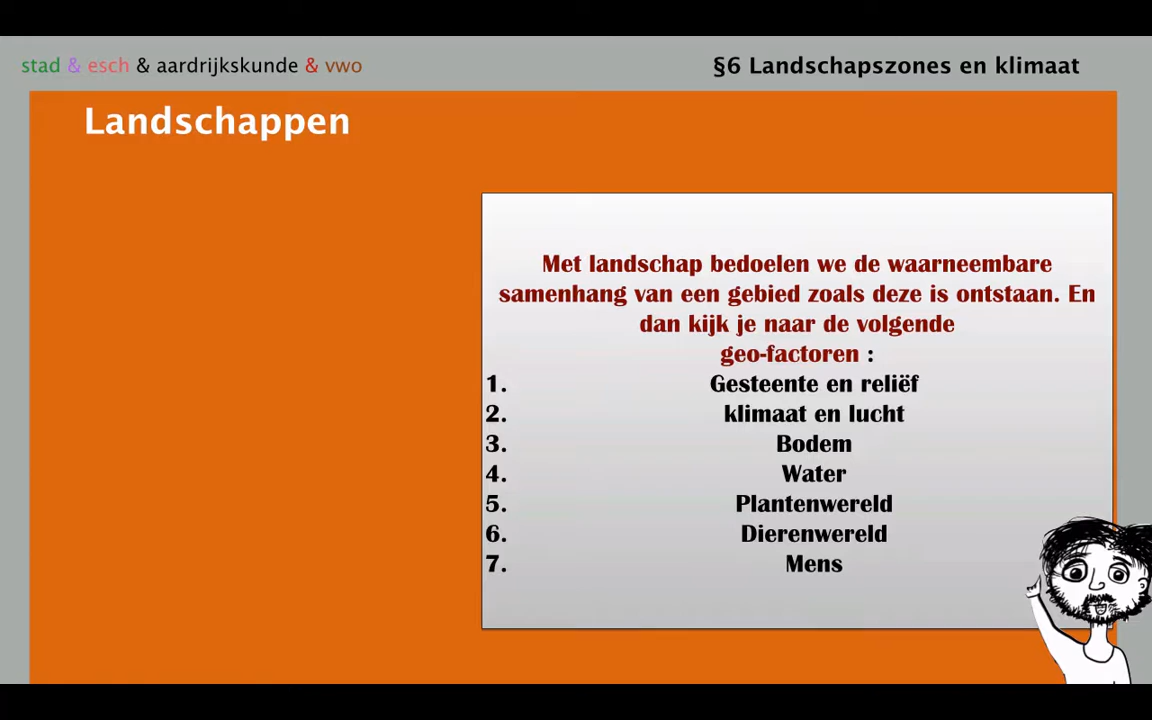 stad & esch & aardrijkskunde & vwo
§6 Landschapszones en klimaat
Landschappen
Met landschap bedoelen we de waarneembare
samenhang van een gebied zoals deze is ontstaan. En
dan kijk je naar de volgende
geo-factoren :
1. Gesteente en reliëf
2. klimaat en lucht
3. Bodem
4. Water
5. Plantenwereld
6. Dierenwereld
7. Mens